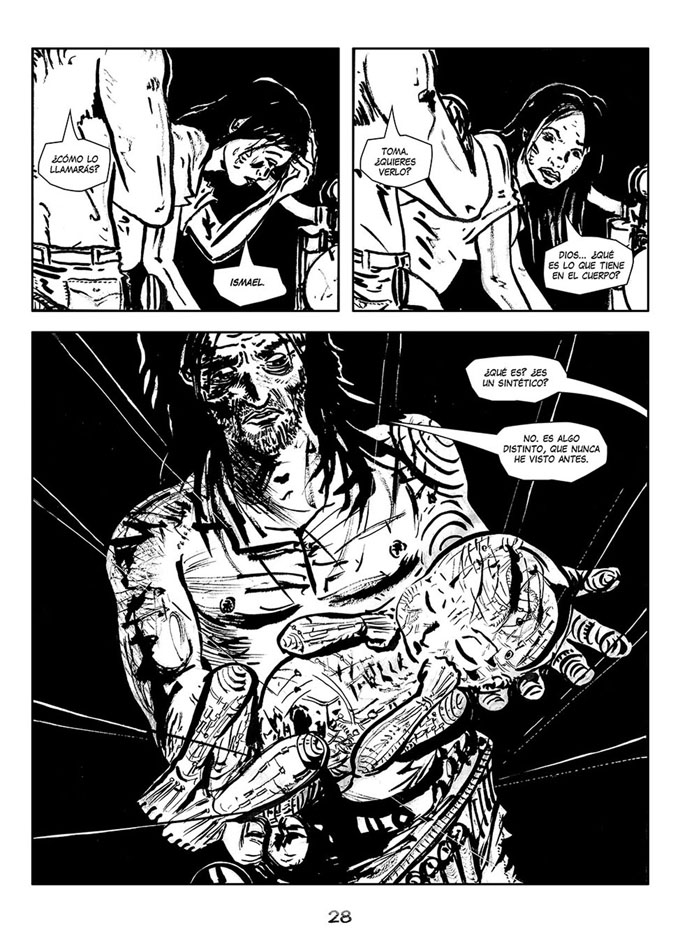 ¿CÓMO LO
LLAMARÁS?
ISMAEL.
TOMA.
¿QUIERES
VERLO?
DIOS... ¿QUÉ
ES LO QUE TIENE
EN EL CUERPO?
¿QUÉ ES? ¿ES
UN SINTÉTICO?
NO. ES ALGO
DISTINTO, QUE NUNCA
HE VISTO ANTES.
28